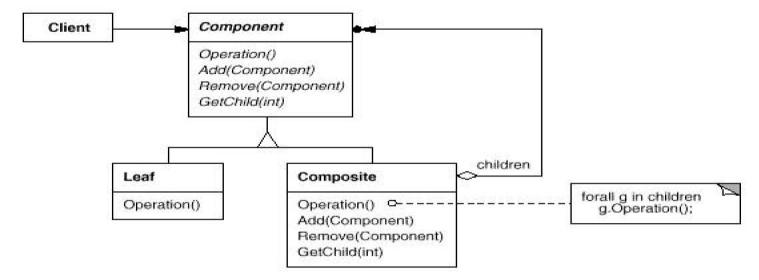 Client
Component
Operation()
Add(Component)
Remove(Component)
GetChild(int)
children
Leaf
Operation()
Composite
Operation()
Add(Component)
Remove(Component)
GetChild(int)
forall g in children
g.Operation();